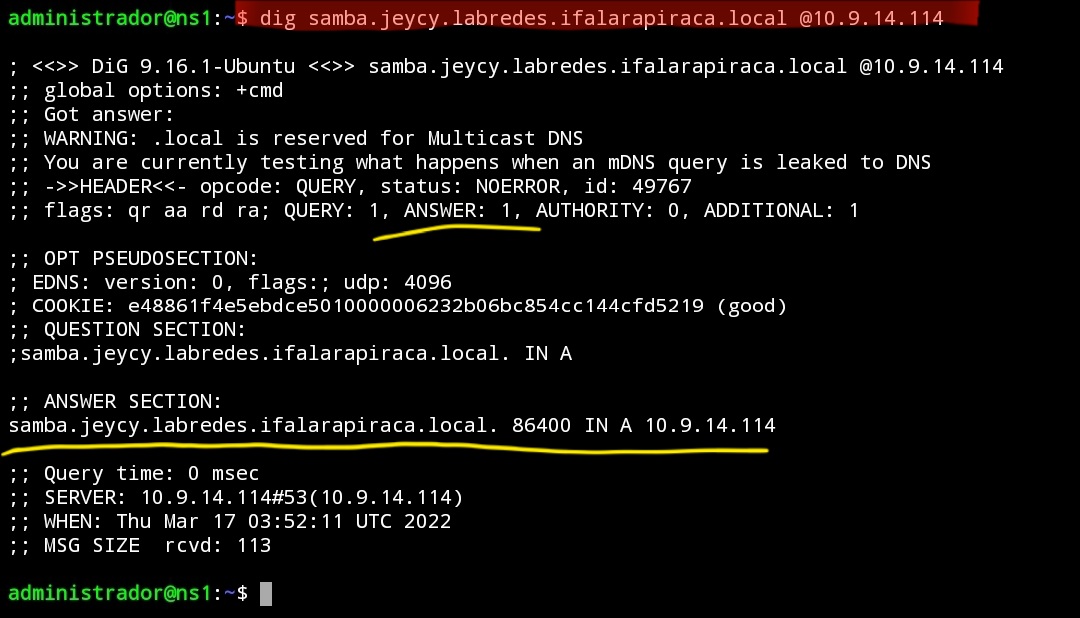 administrador@ns1:~$ dig samba.jeycy.labredes.ifalarapiraca.local @10.9.14.114
; <<>> DiG 9.16.1-Ubuntu <<>> samba.jeycy.labredes.ifalarapiraca.local @10.9.14.114
;; global options: +cmd
;; Got answer:
;; WARNING: .local is reserved for Multicast DNS
;; You are currently testing what happens when an mDNS query is leaked to DNS
;; ->>HEADER<<- opcode: QUERY, status: NOERROR, id: 49767
;; flags: qr aa rd ra; QUERY: 1, ANSWER: 1, AUTHORITY: 0, ADDITIONAL: 1
;; OPT PSEUDOSECTION:
; EDNS: version: 0, flags:; udp: 4096
; COOKIE: e48861f4e5ebdce5010000006232b06bc854cc144cfd5219 (good)
;; QUESTION SECTION:
;samba.jeycy.labredes.ifalarapiraca.local. IN A
;; ANSWER SECTION:
samba.jeycy.labredes.ifalarapiraca.local. 86400 IN A 10.9.14.114
;; Query time: 0 msec
;; SERVER: 10.9.14.114#53(10.9.14.114)
;; WHEN: Thu Mar 17 03:52:11 UTC 2022
;; MSG SIZE  rcvd: 113
administrador@ns1:~$